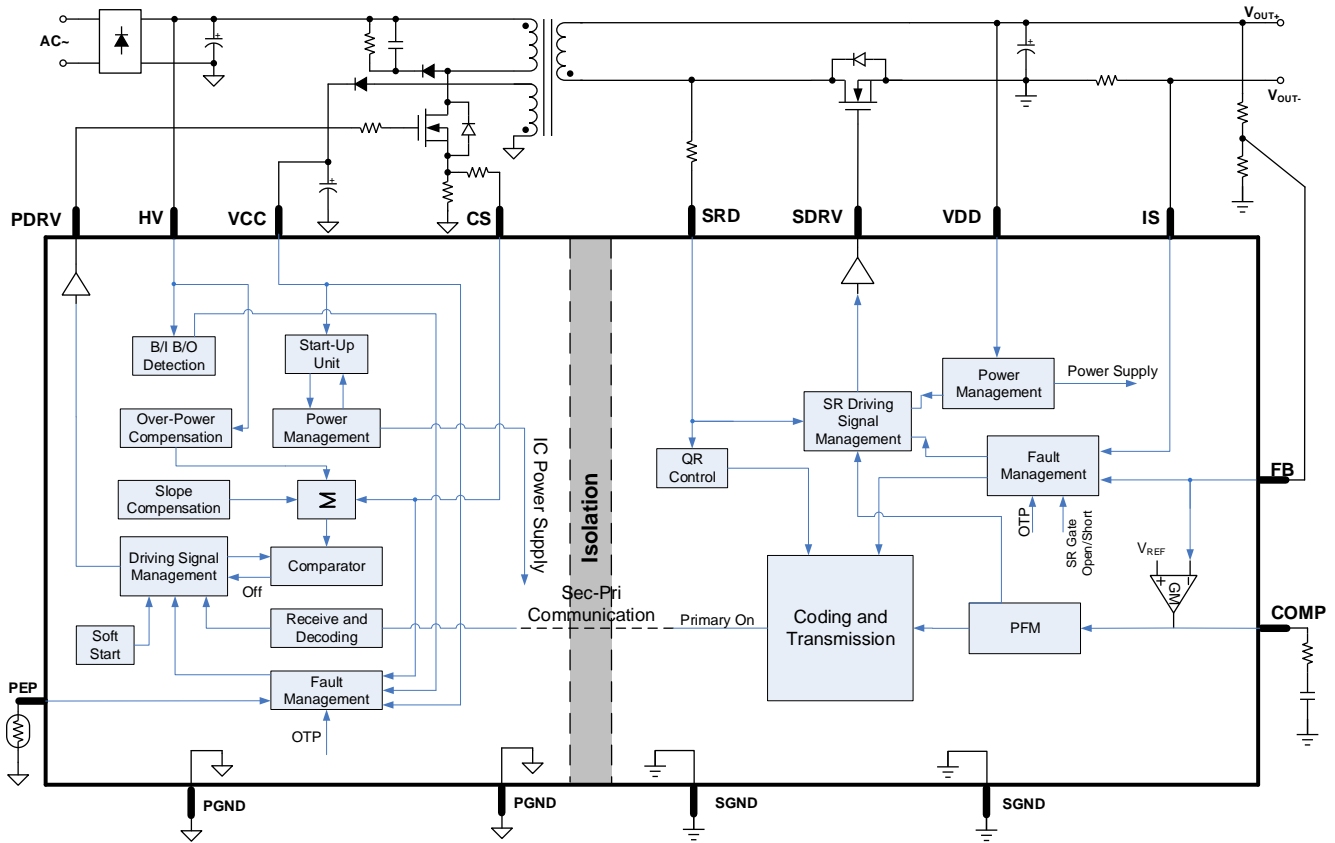 AC~
VOUT+
VOUT-
PDRV
HV
VCC
CS
SRD
SDRV
VDD
IS
B/I B/O
Detection
Start-Up
Unit
Over-Power
Compensation
Power
Management
Slope
Compensation
M
Driving Signal
Management
Comparator
Off
Soft
Start
Receive and
Decoding
Fault
Management
OTP
PEP
IC Power Supply
Isolation
Sec-Pri
Communication
Primary On
QR
Control
SR Driving
Signal
Management
Power
Management
Power Supply
Fault
Management
OTP
SR Gate
Open/Short
FB
VREF
+
−
GM
COMP
Coding and
Transmission
PFM
PGND
PGND
SGND
SGND